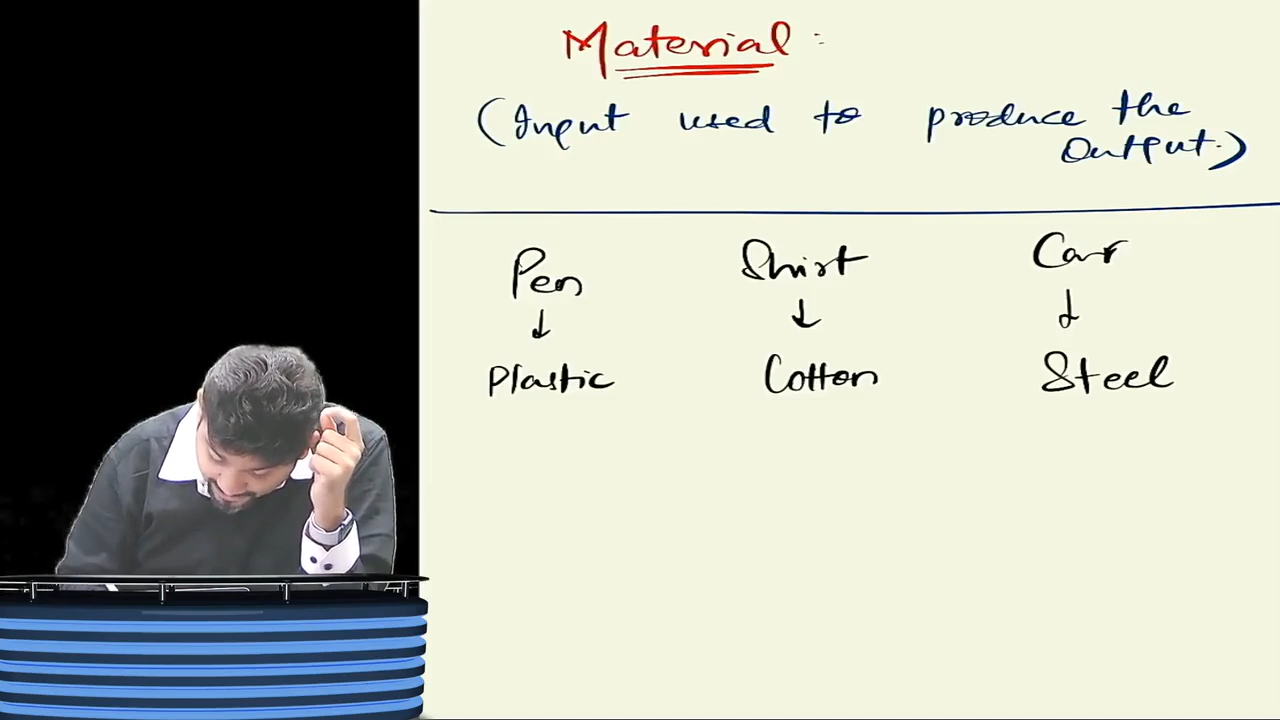 Material :
(Input used to produce the
Output.)
Pen Shirt Car
↓ ↓ ↓
Plastic Cotton Steel